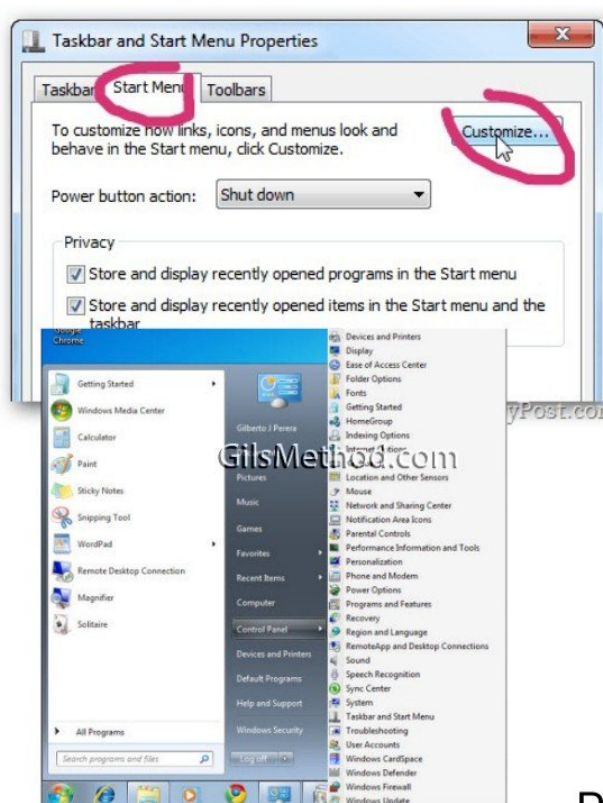 Taskbar and Start Menu Properties
Taskbar Start Menu Toolbars
To customize how links, icons, and menus look and
behave in the Start menu, click Customize.
Customize...
Power button action: Shut down
Privacy
Store and display recently opened programs in the Start menu
Store and display recently opened items in the Start menu and the
taskbar
yPost.com
Google
Chrome
Getting Started
Windows Media Center
Calculator
Paint
Sticky Notes
Snipping Tool
WordPad
Remote Desktop Connection
Magnifier
Solitaire
All Programs
Search programs and files
Gilberto J Perera
GilsMethod.com
Pictures
Music
Games
Favorites
Recent Items
Computer
Control Panel
Devices and Printers
Default Programs
Help and Support
Windows Security
Log off
Devices and Printers
Display
Ease of Access Center
Folder Options
Fonts
Getting Started
HomeGroup
Indexing Options
Internet Options
Location and Other Sensors
Mouse
Network and Sharing Center
Notification Area Icons
Parental Controls
Performance Information and Tools
Personalization
Phone and Modem
Power Options
Programs and Features
Recovery
Region and Language
RemoteApp and Desktop Connections
Sound
Speech Recognition
Sync Center
System
Taskbar and Start Menu
Troubleshooting
User Accounts
Windows CardSpace
Windows Defender
Windows Firewall
Windows Update